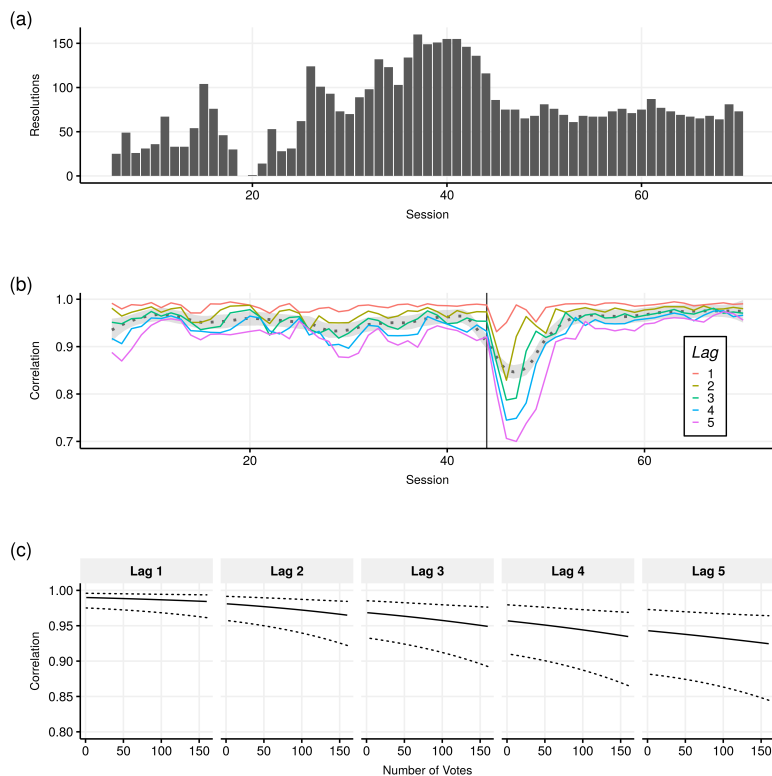 (a)
Resolutions
150
100
50
0
20 40 60
Session
(b)
Correlation
1.0
0.9
0.8
0.7
Lag
1
2
3
4
5
20 40 60
Session
(c)
Lag 1 Lag 2 Lag 3 Lag 4 Lag 5
Correlation
1.00
0.95
0.90
0.85
0.80
0 50 100 150 0 50 100 150 0 50 100 150 0 50 100 150 0 50 100 150
Number of Votes